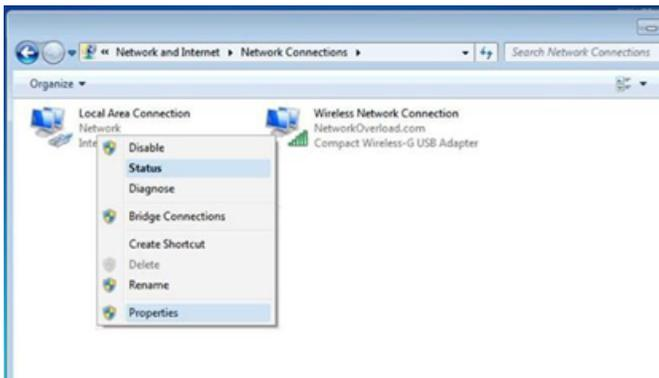 « Network and Internet ▸ Network Connections ▸
Search Network Connections
Organize
Local Area Connection
Network
Inte
Wireless Network Connection
NetworkOverload.com
Compact Wireless-G USB Adapter
Disable
Status
Diagnose
Bridge Connections
Create Shortcut
Delete
Rename
Properties